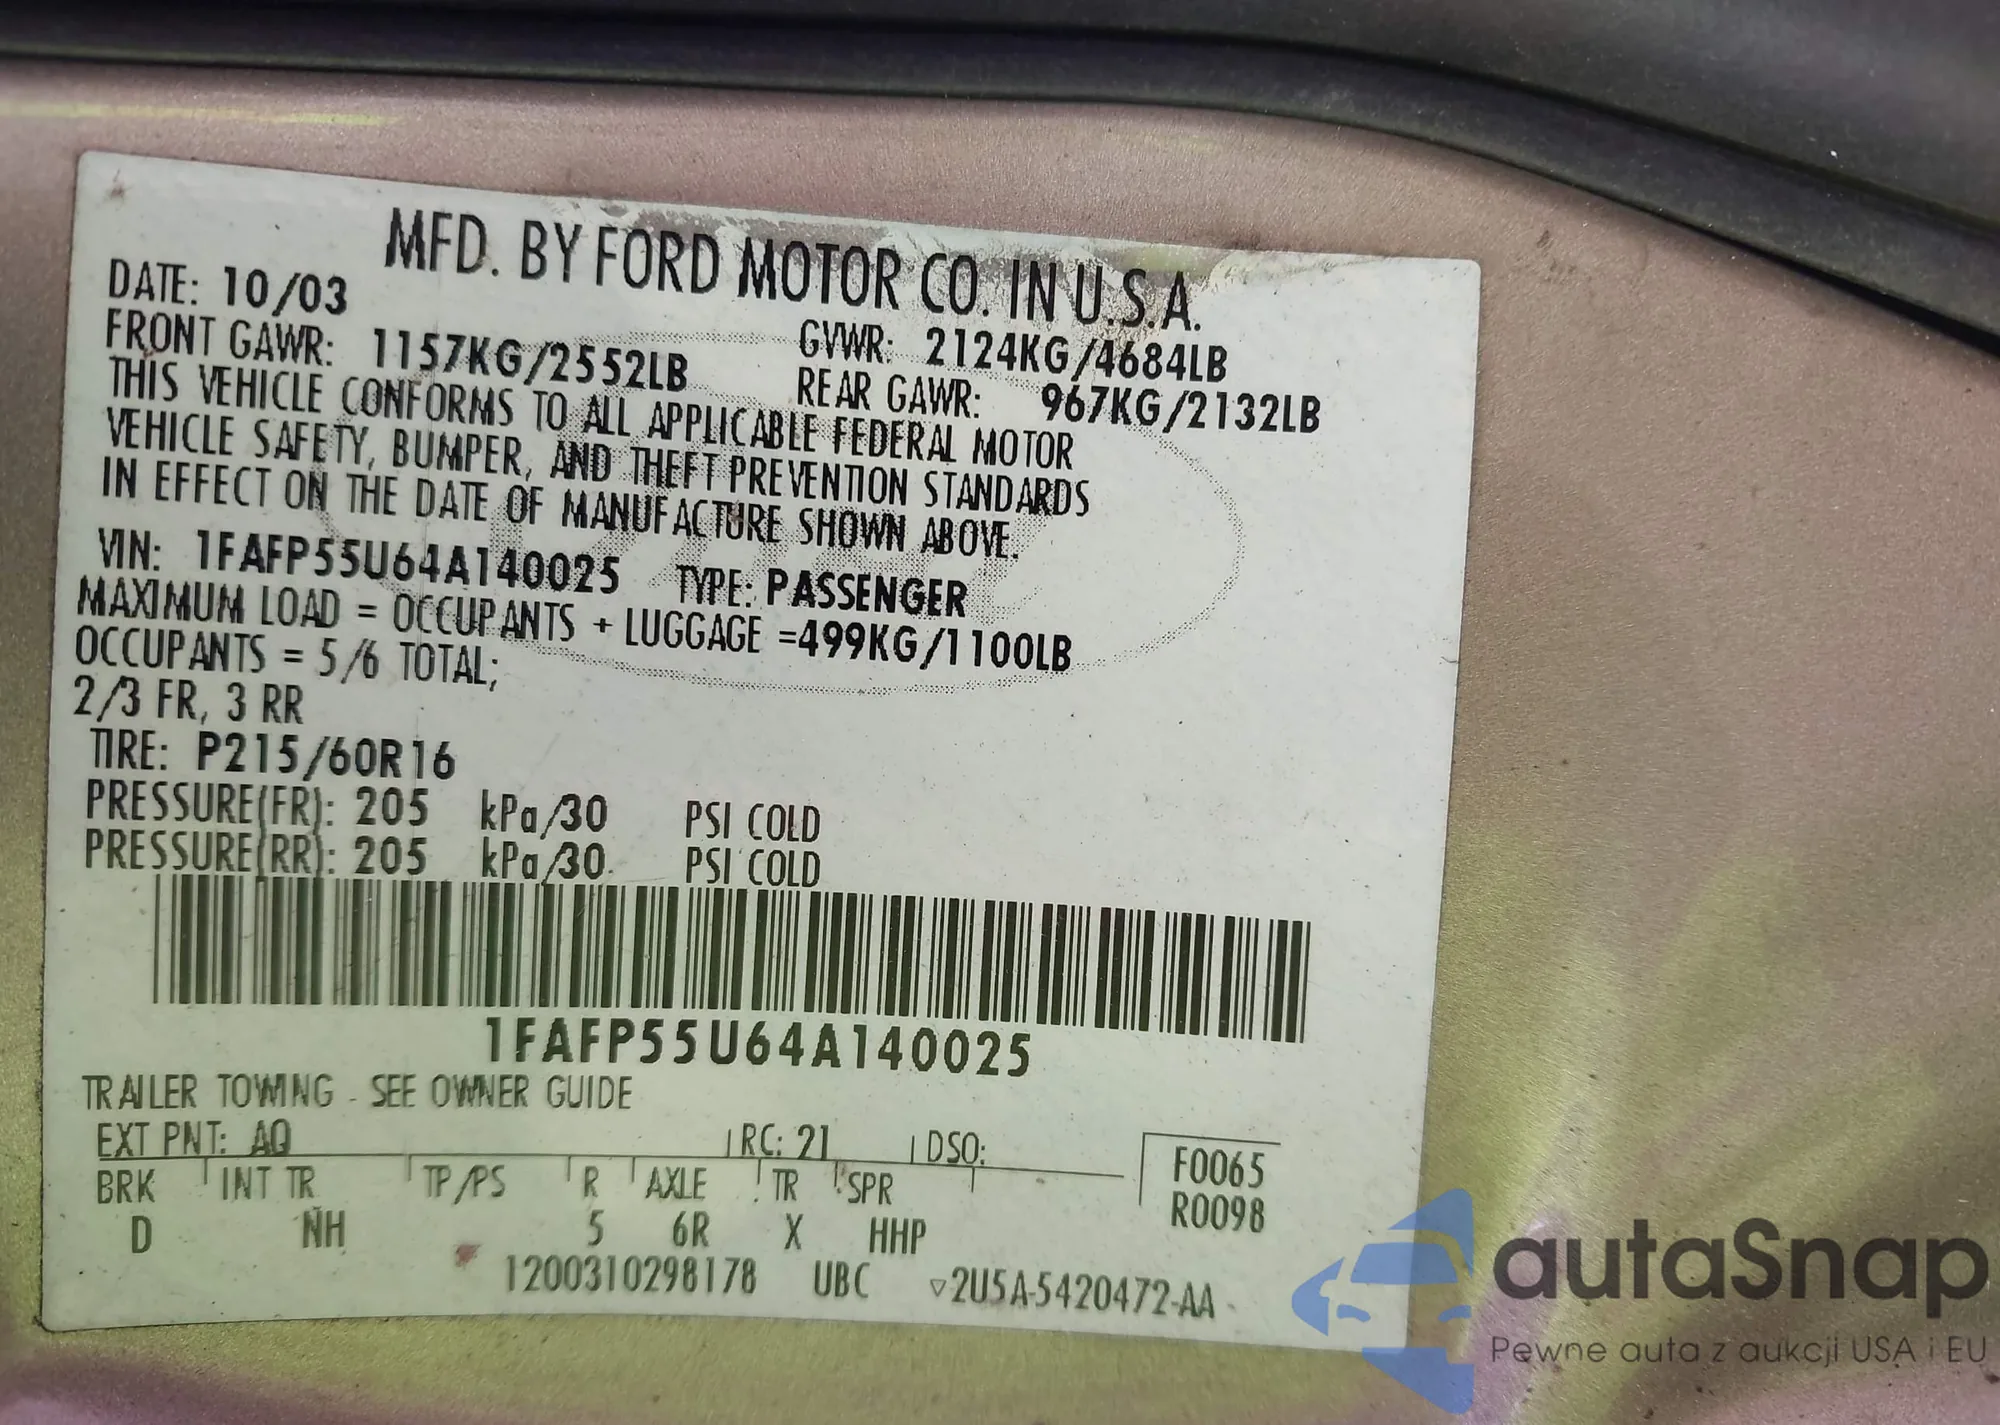 MFD. BY FORD MOTOR CO. IN U.S.A.
DATE: 10/03
GVWR: 2124KG/4684LB
FRONT GAWR: 1157KG/2552LB
REAR GAWR: 967KG/2132LB
THIS VEHICLE CONFORMS TO ALL APPLICABLE FEDERAL MOTOR
VEHICLE SAFETY, BUMPER, AND THEFT PREVENTION STANDARDS
IN EFFECT ON THE DATE OF MANUFACTURE SHOWN ABOVE.
VIN: 1FAFP55U64A140025 TYPE: PASSENGER
MAXIMUM LOAD = OCCUPANTS + LUGGAGE =499KG/1100LB
OCCUPANTS = 5/6 TOTAL;
2/3 FR, 3 RR
TIRE: P215/60R16
PRESSURE(FR): 205 kPa/30 PSI COLD
PRESSURE(RR): 205 kPa/30 PSI COLD
1FAFP55U64A140025
TRAILER TOWING - SEE OWNER GUIDE
EXT PNT: AQ RC: 21 DSO:
F0065
R0098
BRK INT TR TP/PS R AXLE TR SPR
D NH 5 6R X HHP
1200310298178 UBC ▽2U5A-5420472-AA
autaSnap
Pewne auta z aukcji USA i EU